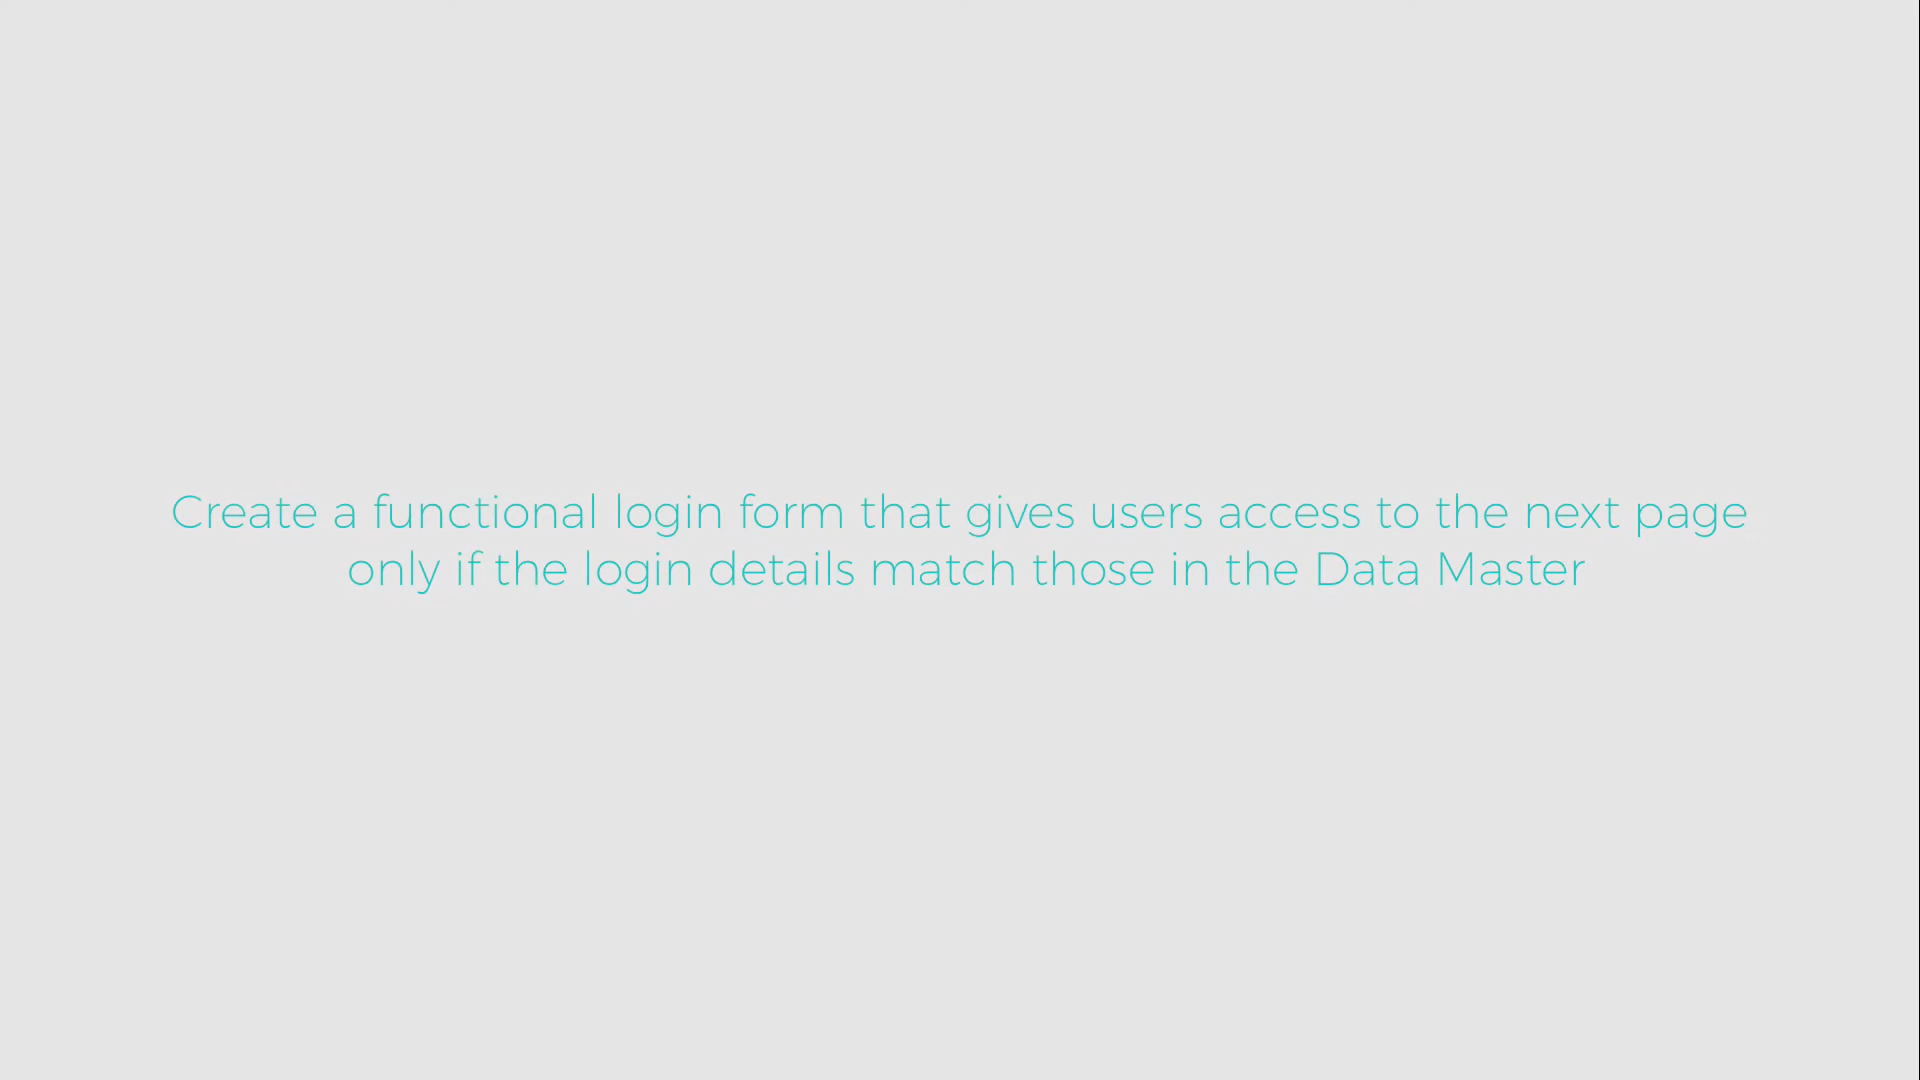 Create a functional login form that gives users access to the next page
only if the login details match those in the Data Master